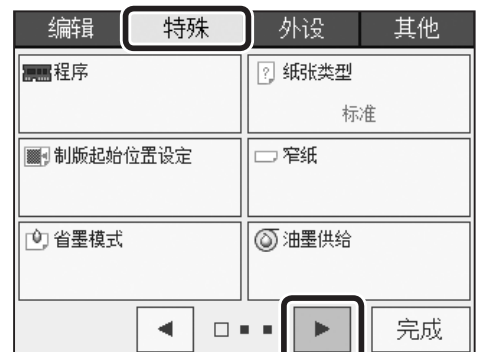 编辑 特殊 外设 其他
程序 纸张类型
标准
制版起始位置设定 窄纸
省墨模式 油墨供给
完成